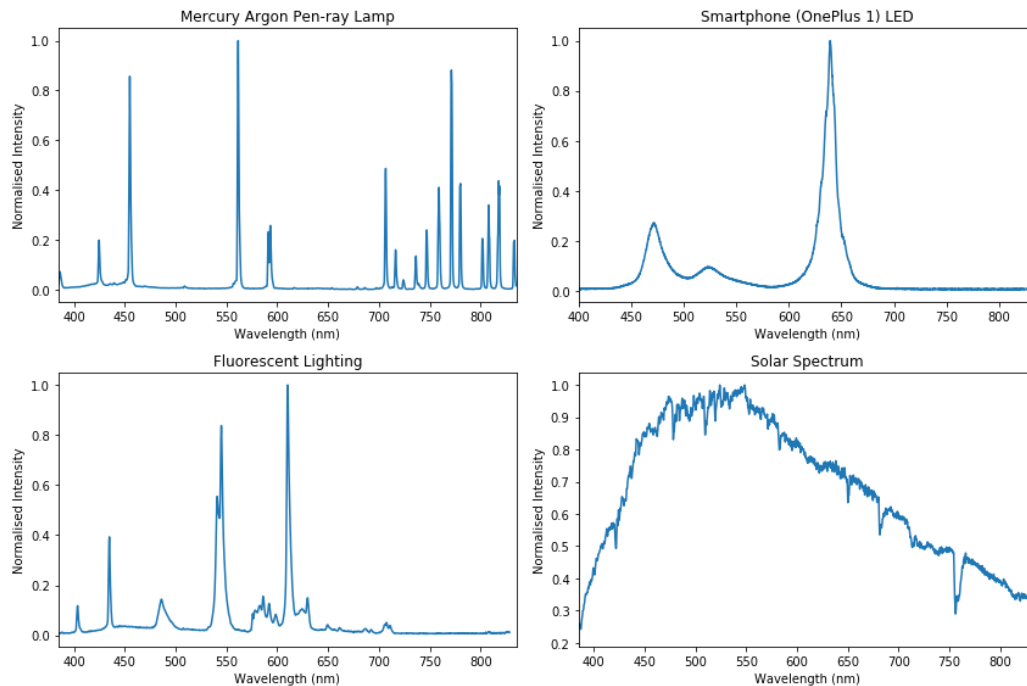 Mercury Argon Pen-ray Lamp
Normalised Intensity
1.0
0.8
0.6
0.4
0.2
0.0
400 450 500 550 600 650 700 750 800
Wavelength (nm)
Smartphone (OnePlus 1) LED
Normalised Intensity
1.0
0.8
0.6
0.4
0.2
0.0
400 450 500 550 600 650 700 750 800
Wavelength (nm)
Fluorescent Lighting
Normalised Intensity
1.0
0.8
0.6
0.4
0.2
0.0
400 450 500 550 600 650 700 750 800
Wavelength (nm)
Solar Spectrum
Normalised Intensity
1.0
0.9
0.8
0.7
0.6
0.5
0.4
0.3
0.2
400 450 500 550 600 650 700 750 800
Wavelength (nm)